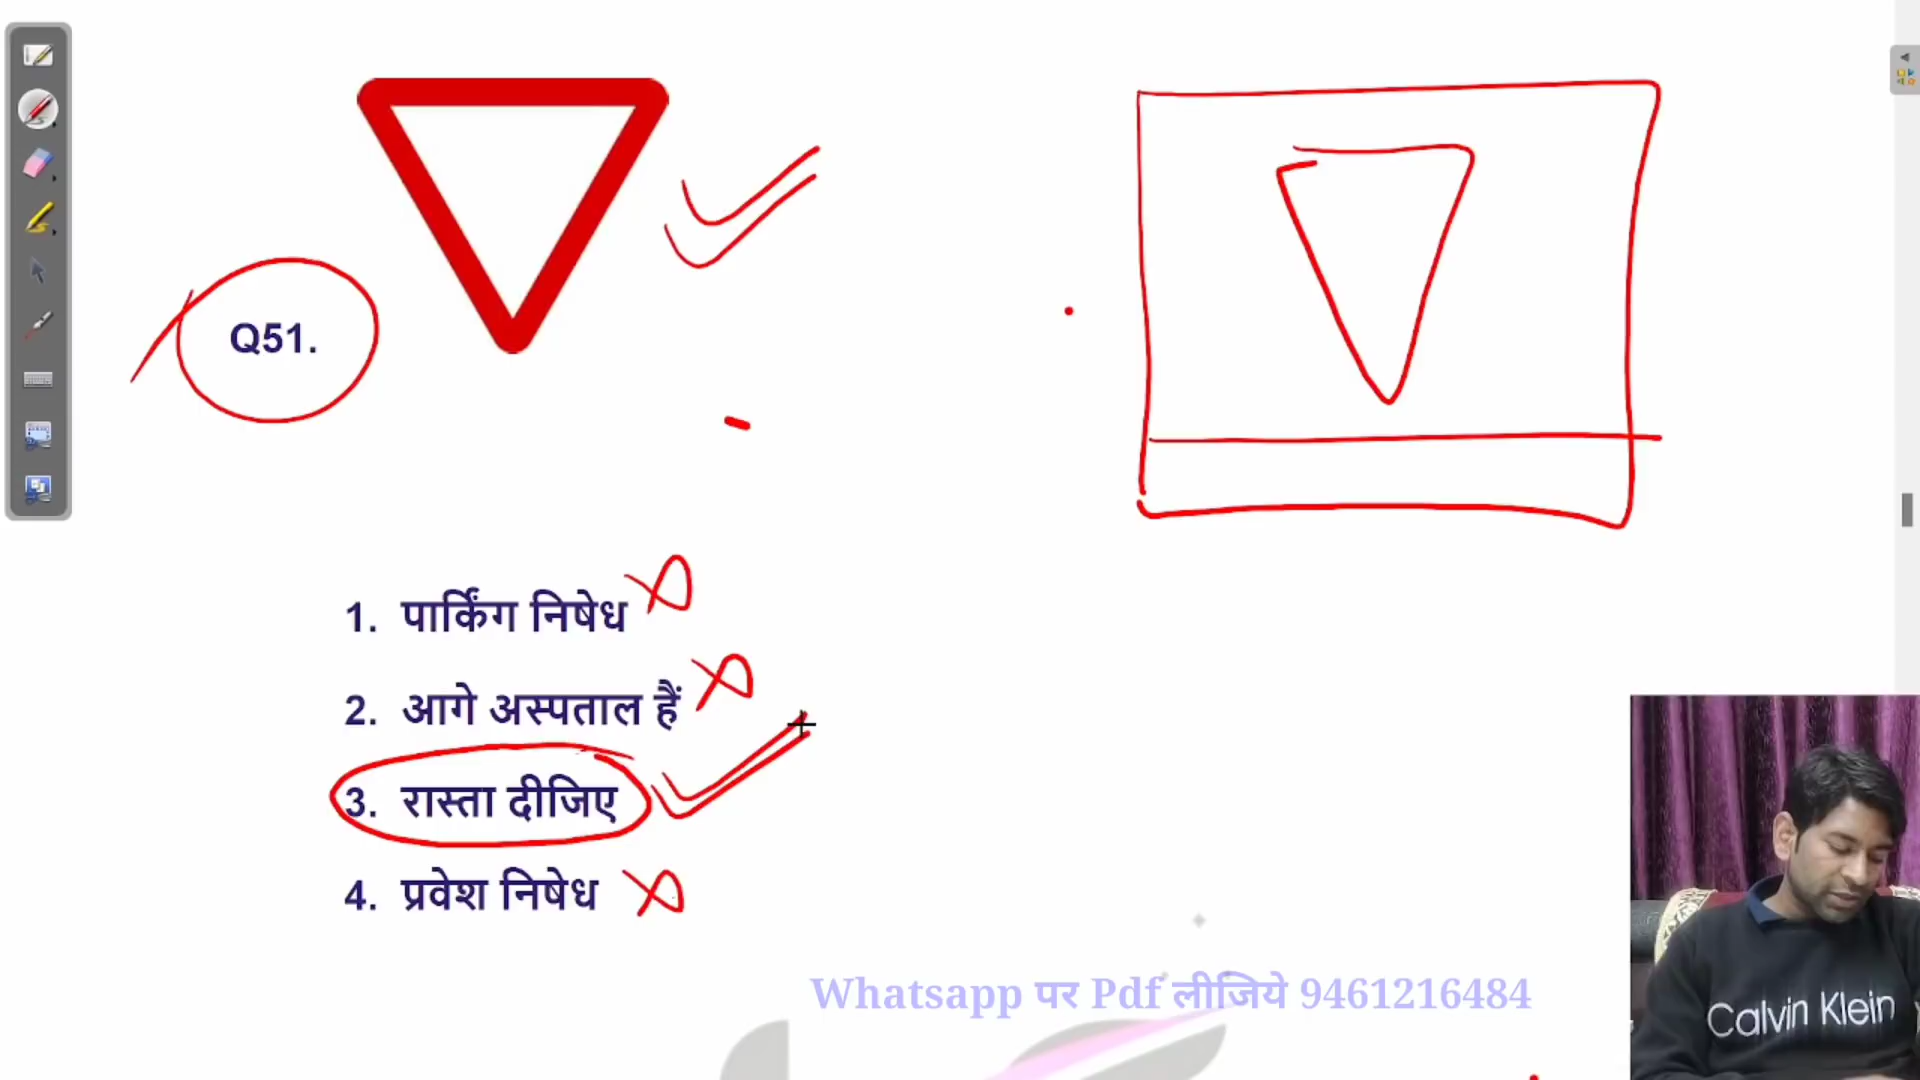 Q51.
1. पार्किंग निषेध
2. आगे अस्पताल हैं
3. रास्ता दीजिए
4. प्रवेश निषेध
Whatsapp पर Pdf लीजिये 9461216484
Calvin Klein